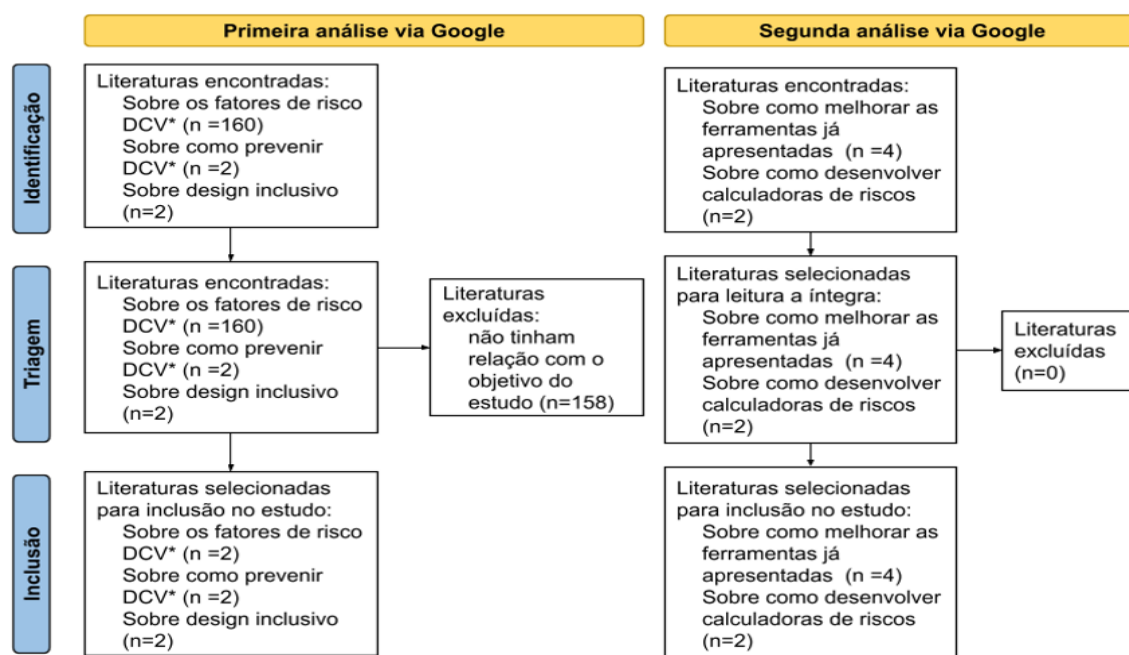 Primeira análise via Google
Segunda análise via Google
Identificação
Literaturas encontradas:
Sobre os fatores de risco
DCV* (n =160)
Sobre como prevenir
DCV* (n =2)
Sobre design inclusivo
(n=2)
Literaturas encontradas:
Sobre como melhorar as
ferramentas já
apresentadas (n =4)
Sobre como desenvolver
calculadoras de riscos
(n=2)
Triagem
Literaturas encontradas:
Sobre os fatores de risco
DCV* (n =160)
Sobre como prevenir
DCV* (n =2)
Sobre design inclusivo
(n=2)
Literaturas
excluídas:
não tinham
relação com o
objetivo do
estudo (n=158)
Literaturas selecionadas
para leitura a íntegra:
Sobre como melhorar as
ferramentas já
apresentadas (n =4)
Sobre como desenvolver
calculadoras de riscos
(n=2)
Literaturas
excluídas
(n=0)
Inclusão
Literaturas selecionadas
para inclusão no estudo:
Sobre os fatores de risco
DCV* (n =2)
Sobre como prevenir
DCV* (n =2)
Sobre design inclusivo
(n=2)
Literaturas selecionadas
para inclusão no estudo:
Sobre como melhorar as
ferramentas já
apresentadas (n =4)
Sobre como desenvolver
calculadoras de riscos
(n=2)